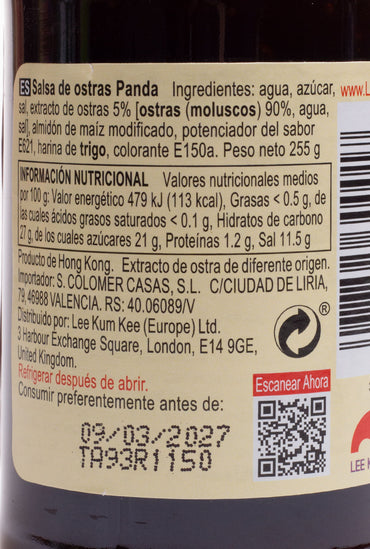 ES Salsa de ostras Panda Ingredientes: agua, azúcar,
sal, extracto de ostras 5% [ostras (moluscos) 90%, agua,
sal], almidón de maíz modificado, potenciador del sabor
E621, harina de trigo, colorante E150a. Peso neto 255 g
INFORMACIÓN NUTRICIONAL Valores nutricionales medios
por 100 g: Valor energético 479 kJ (113 kcal), Grasas < 0.5 g, de
las cuales ácidos grasos saturados < 0.1 g, Hidratos de carbono
27 g, de los cuales azúcares 21 g, Proteínas 1.2 g, Sal 11.5 g
Producto de Hong Kong. Extracto de ostra de diferente origen.
Importador: S. COLOMER CASAS, S.L. C/CIUDAD DE LIRIA,
79, 46988 VALENCIA. RS: 40.06089/V
Distribuido por: Lee Kum Kee (Europe) Ltd.
3 Harbour Exchange Square, London, E14 9GE,
United Kingdom.
Refrigerar después de abrir.
Consumir preferentemente antes de:
09/03/2027
TA93R1150
®
Escanear Ahora
www.L
LEE K